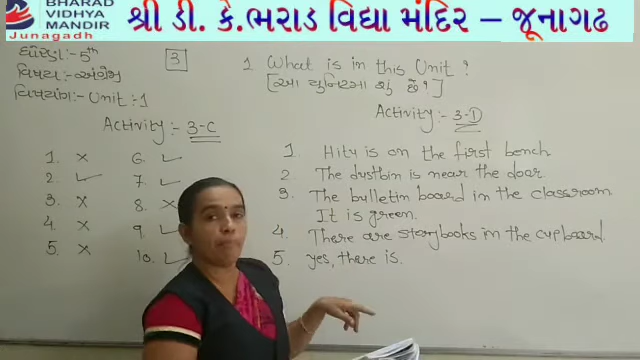 BHARAD
VIDHYA
MANDIR
Junagadh
શ્રી ડી. કે.ભરાડ વિદ્યા મંદિર – જૂનાગઢ
ધોરણ :- 5th
વિષય :- અંગ્રેજી
વિષયાંગ :- Unit :- 1
3
1 What is in this Unit ?
[આ યુનિટમાં શું છે ?]
Activity :- 3-C
1. ×
2. ✓
3. ×
4. ×
5. ×
6. ✓
7. ✓
8. ×
9. ✓
10. ✓
Activity :- 3-D
1. Hity is on the first bench
2 The dustbin is near the door
3. The bulletin board in the classroom
It is green.
4. There are storybooks in the cupboard
5. yes, there is.